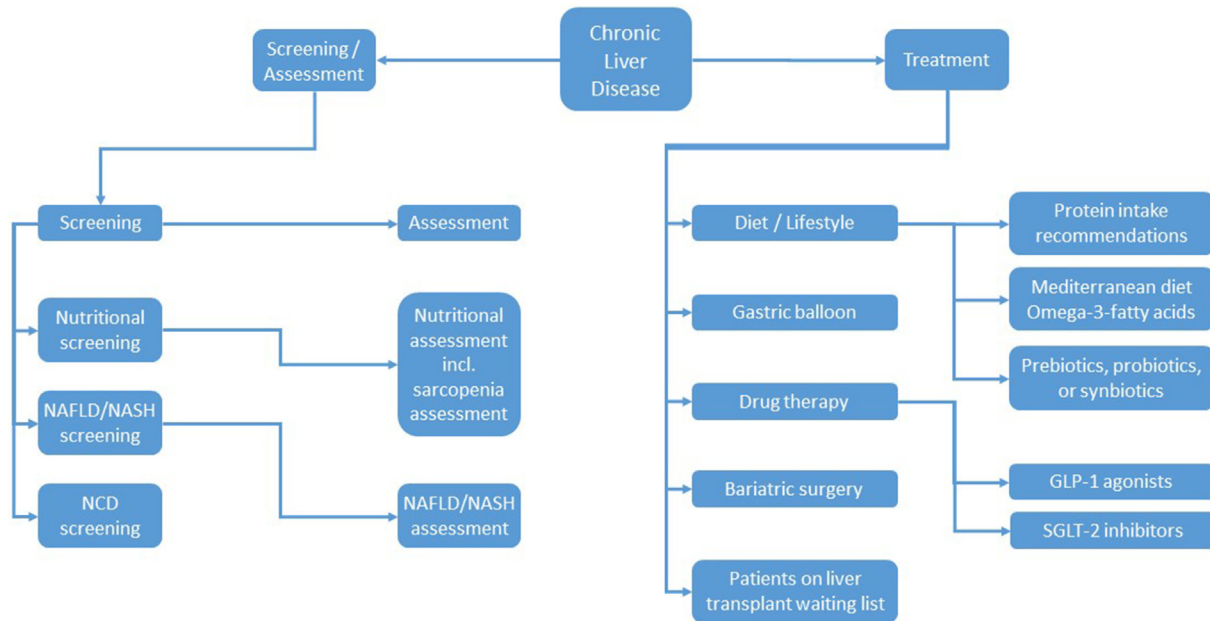 Chronic
Liver
Disease
Screening /
Assessment
Treatment
Screening
Assessment
Nutritional
screening
Nutritional
assessment
incl.
sarcopenia
assessment
NAFLD/NASH
screening
NCD
screening
NAFLD/NASH
assessment
Diet / Lifestyle
Gastric balloon
Drug therapy
Bariatric surgery
Patients on liver
transplant waiting list
Protein intake
recommendations
Mediterranean diet
Omega-3-fatty acids
Prebiotics, probiotics,
or synbiotics
GLP-1 agonists
SGLT-2 inhibitors